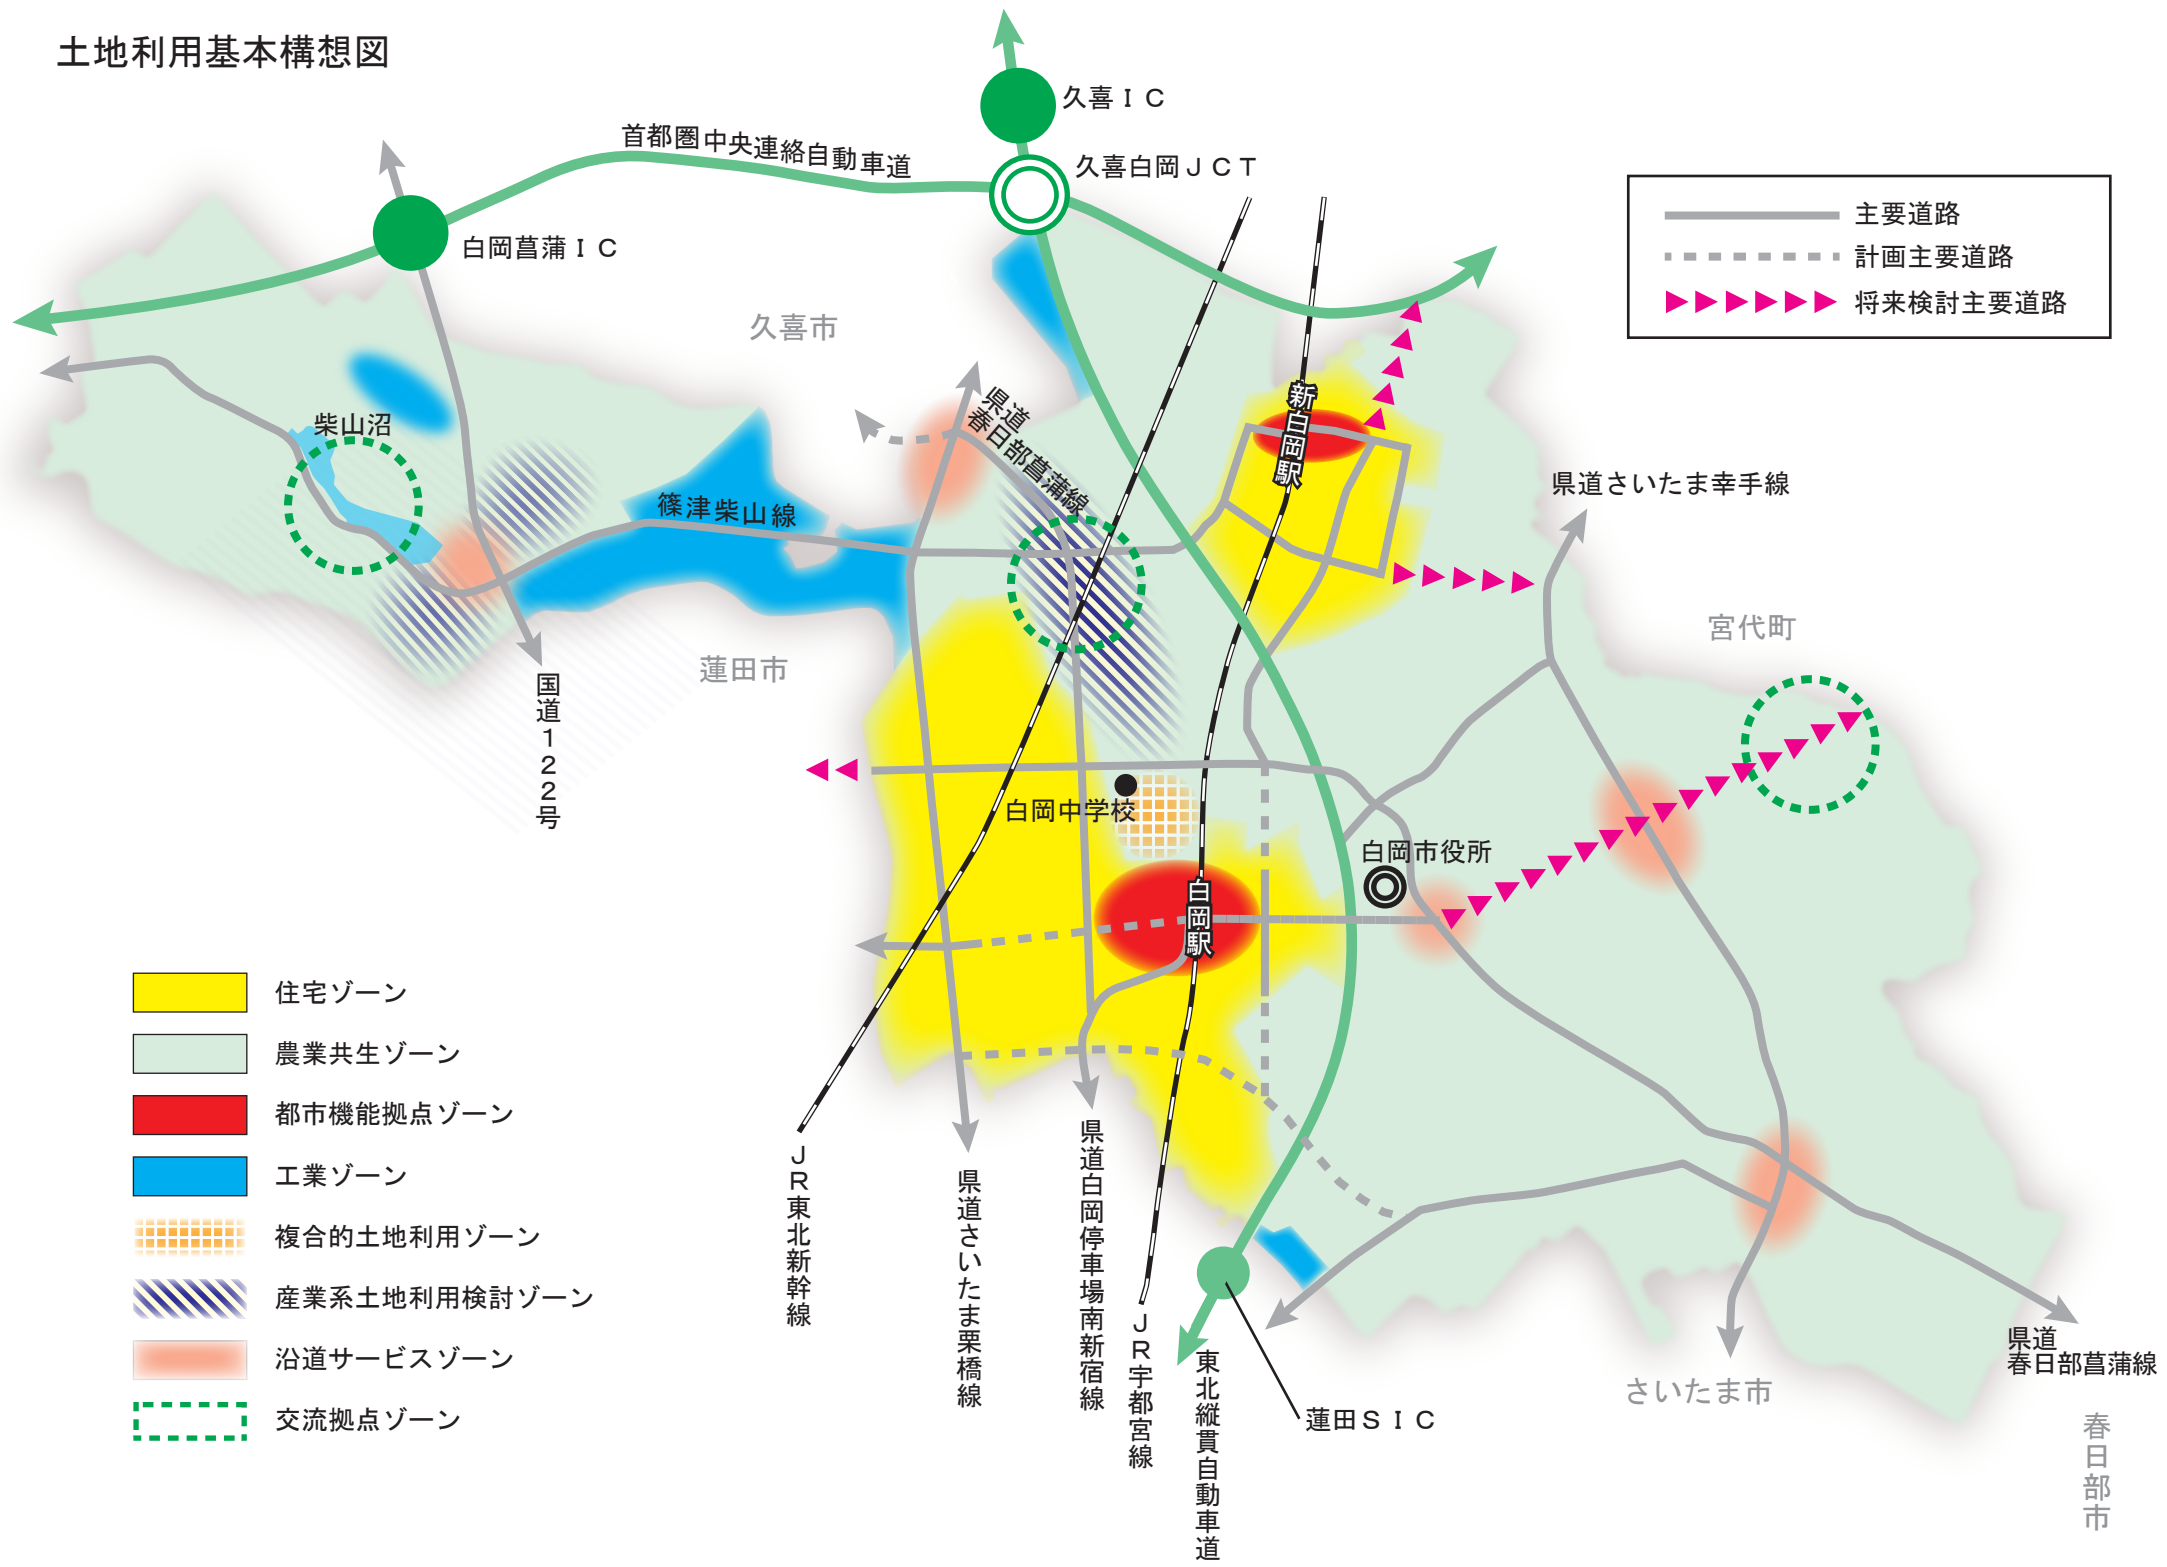 土地利用基本構想図
久喜ＩＣ
首都圏中央連絡自動車道
久喜白岡ＪＣＴ
主要道路
計画主要道路
将来検討主要道路
白岡菖蒲ＩＣ
久喜市
柴山沼
県道
春日部菖蒲線
新白岡駅
県道さいたま幸手線
篠津柴山線
宮代町
蓮田市
国道１２２号
白岡中学校
白岡市役所
白岡駅
住宅ゾーン
農業共生ゾーン
都市機能拠点ゾーン
工業ゾーン
複合的土地利用ゾーン
産業系土地利用検討ゾーン
沿道サービスゾーン
交流拠点ゾーン
ＪＲ東北新幹線
県道さいたま栗橋線
県道白岡停車場南新宿線
ＪＲ宇都宮線
東北縦貫自動車道
蓮田ＳＩＣ
さいたま市
県道
春日部菖蒲線
春日部市